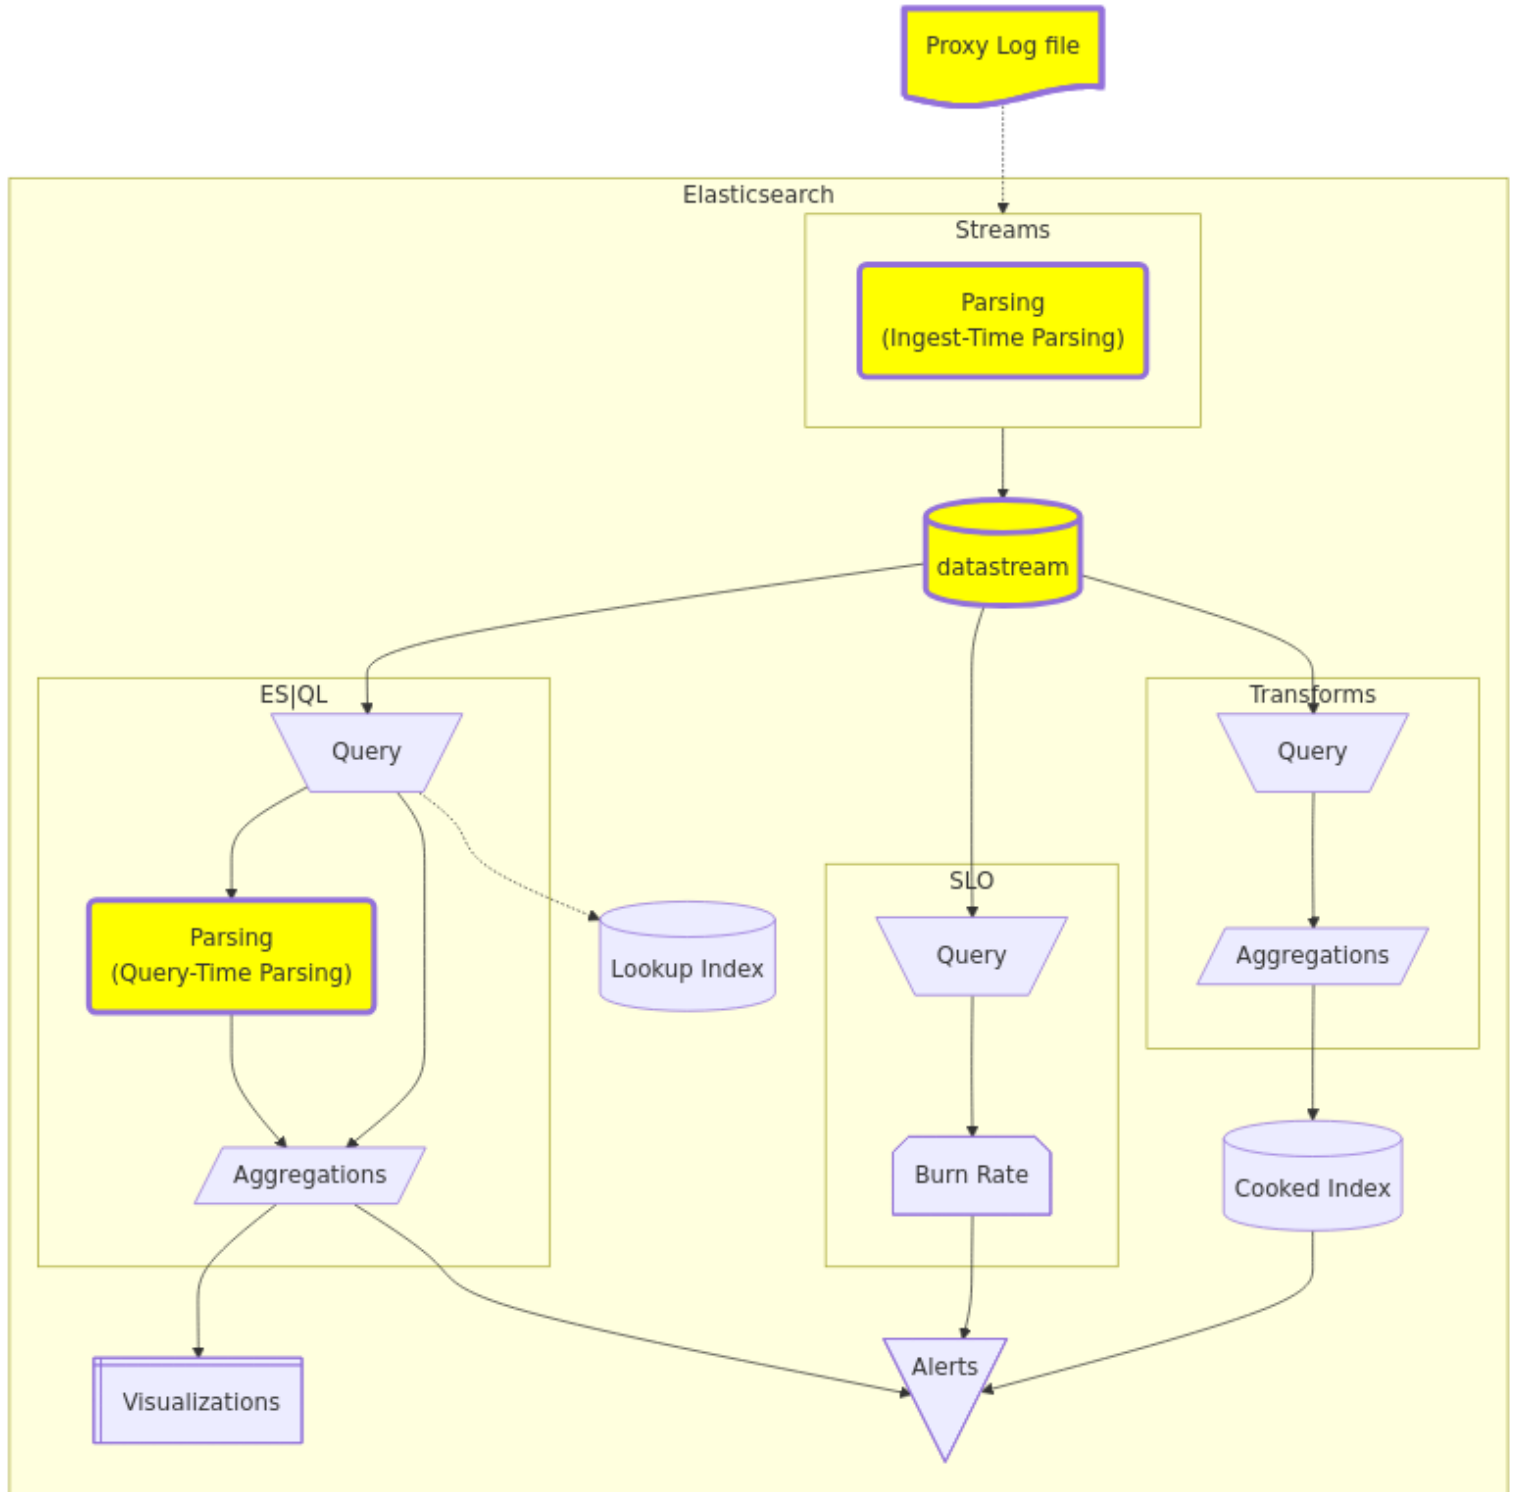 Proxy Log file
Elasticsearch
Streams
Parsing
(Ingest-Time Parsing)
datastream
ES|QL
Transforms
Query
Query
SLO
Parsing
(Query-Time Parsing)
Lookup Index
Query
Aggregations
Aggregations
Burn Rate
Cooked Index
Alerts
Visualizations